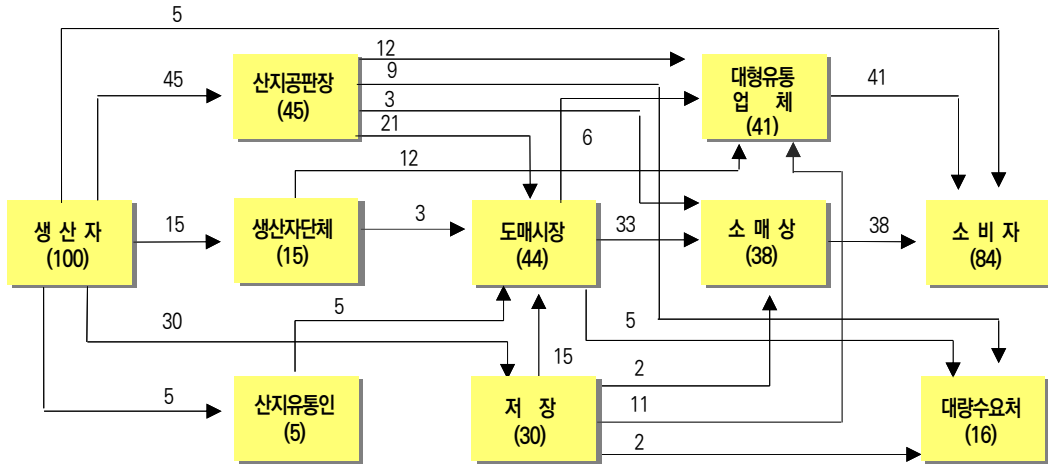 5
12
9
45
산지공판장
(45)
3
21
대형유통
업 체
(41)
41
6
12
생 산 자
(100)
15
생산자단체
(15)
3
도매시장
(44)
33
소 매 상
(38)
38
소 비 자
(84)
5
30
5
15
2
11
2
5
산지유통인
(5)
저 장
(30)
대량수요처
(16)